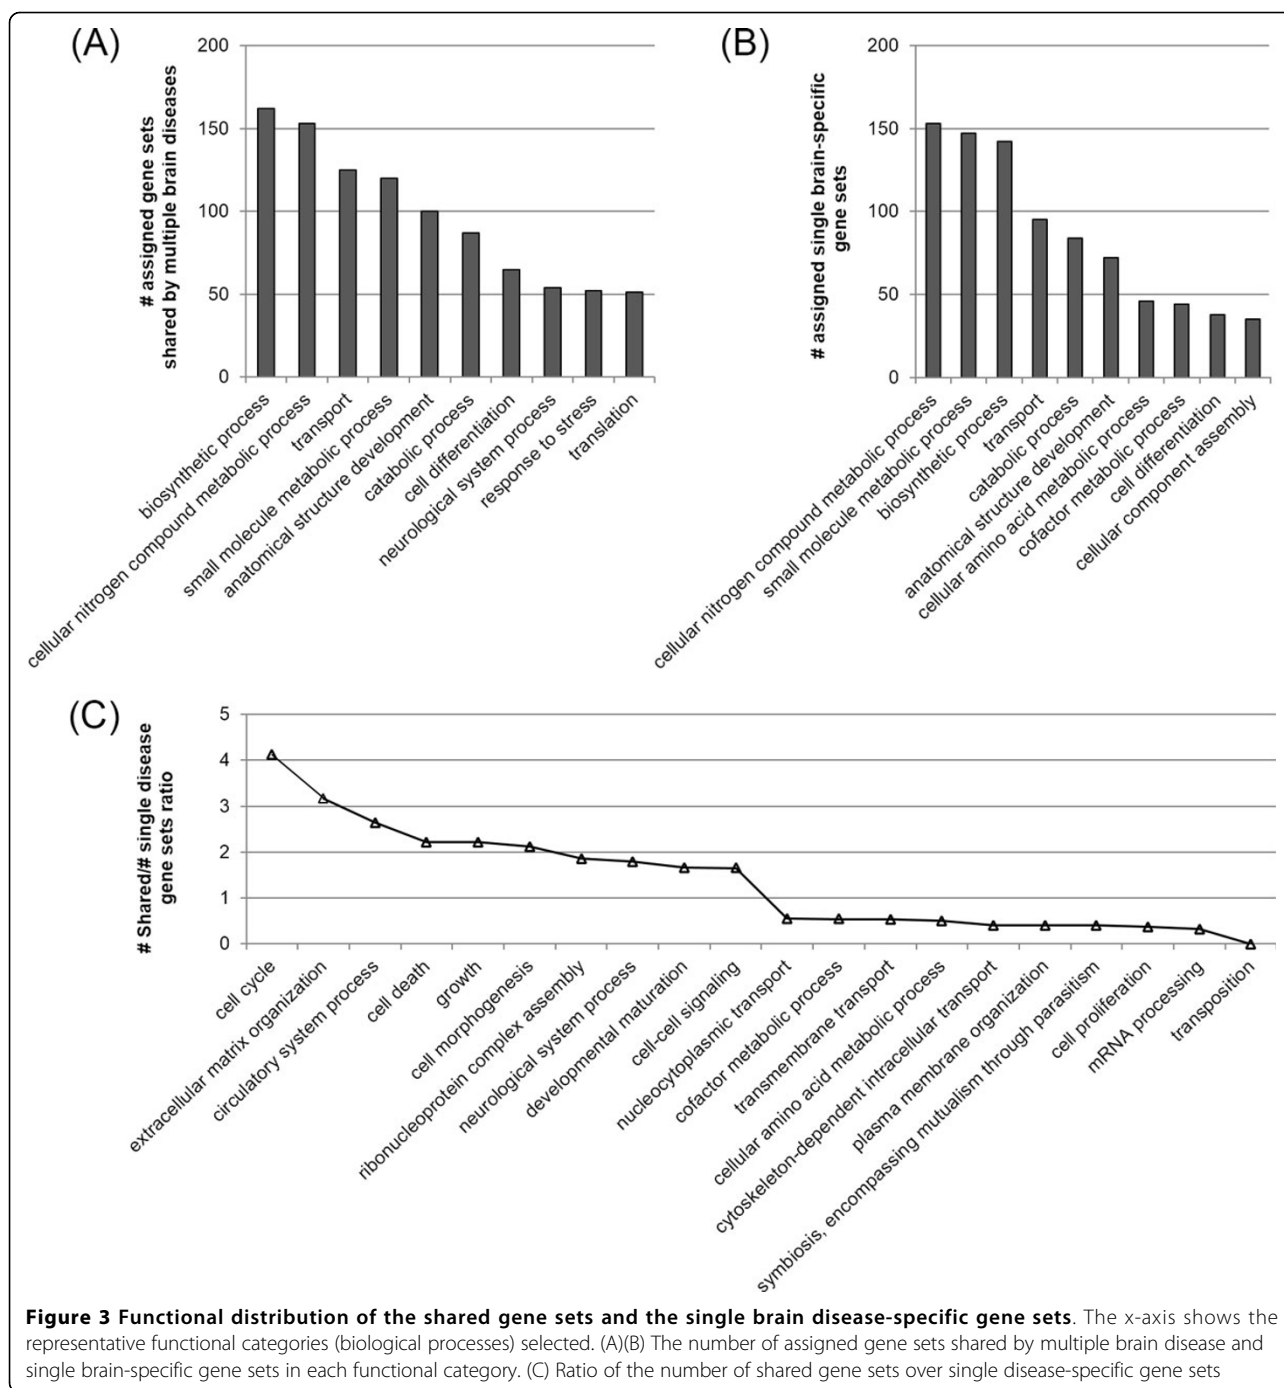 (A)
# assigned gene sets
shared by multiple brain diseases
200
150
100
50
0
biosynthetic process
cellular nitrogen compound metabolic process
transport
small molecule metabolic process
anatomical structure development
catabolic process
cell differentiation
neurological system process
response to stress
translation
(B)
# assigned single brain-specific
gene sets
200
150
100
50
0
cellular nitrogen compound metabolic process
small molecule metabolic process
biosynthetic process
transport
catabolic process
anatomical structure development
cellular amino acid metabolic process
cofactor metabolic process
cell differentiation
cellular component assembly
(C)
# Shared/# single disease
gene sets ratio
5
4
3
2
1
0
cell cycle
extracellular matrix organization
circulatory system process
cell death
growth
cell morphogenesis
ribonucleoprotein complex assembly
neurological system process
developmental maturation
cell-cell signaling
nucleocytoplasmic transport
cofactor metabolic process
transmembrane transport
cellular amino acid metabolic process
cytoskeleton-dependent intracellular transport
plasma membrane organization
symbiosis, encompassing mutualism through parasitism
cell proliferation
mRNA processing
transposition
Figure 3 Functional distribution of the shared gene sets and the single brain disease-specific gene sets. The x-axis shows the
representative functional categories (biological processes) selected. (A)(B) The number of assigned gene sets shared by multiple brain disease and
single brain-specific gene sets in each functional category. (C) Ratio of the number of shared gene sets over single disease-specific gene sets